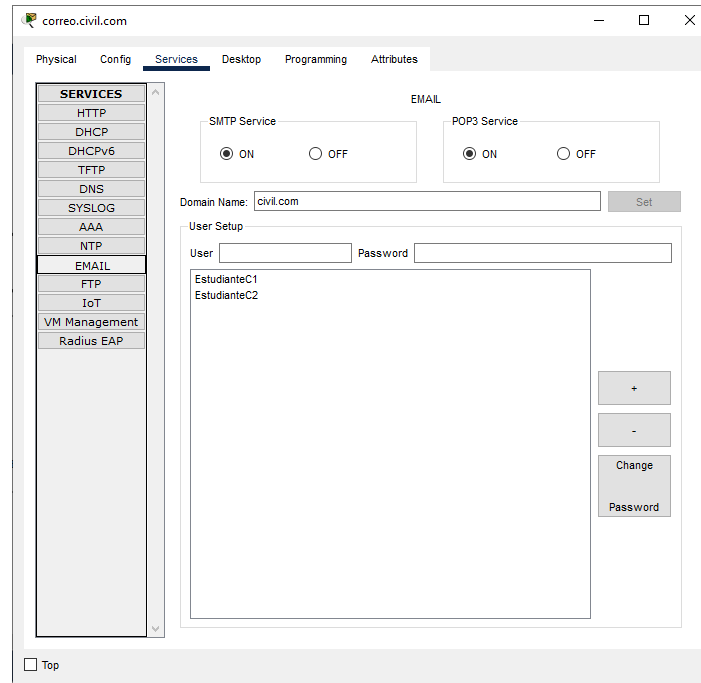 correo.civil.com
Physical Config Services Desktop Programming Attributes
SERVICES
HTTP
DHCP
DHCPv6
TFTP
DNS
SYSLOG
AAA
NTP
EMAIL
FTP
IoT
VM Management
Radius EAP
EMAIL
SMTP Service
ON OFF
POP3 Service
ON OFF
Domain Name: civil.com Set
User Setup
User Password
EstudianteC1
EstudianteC2
+
-
Change
Password
Top